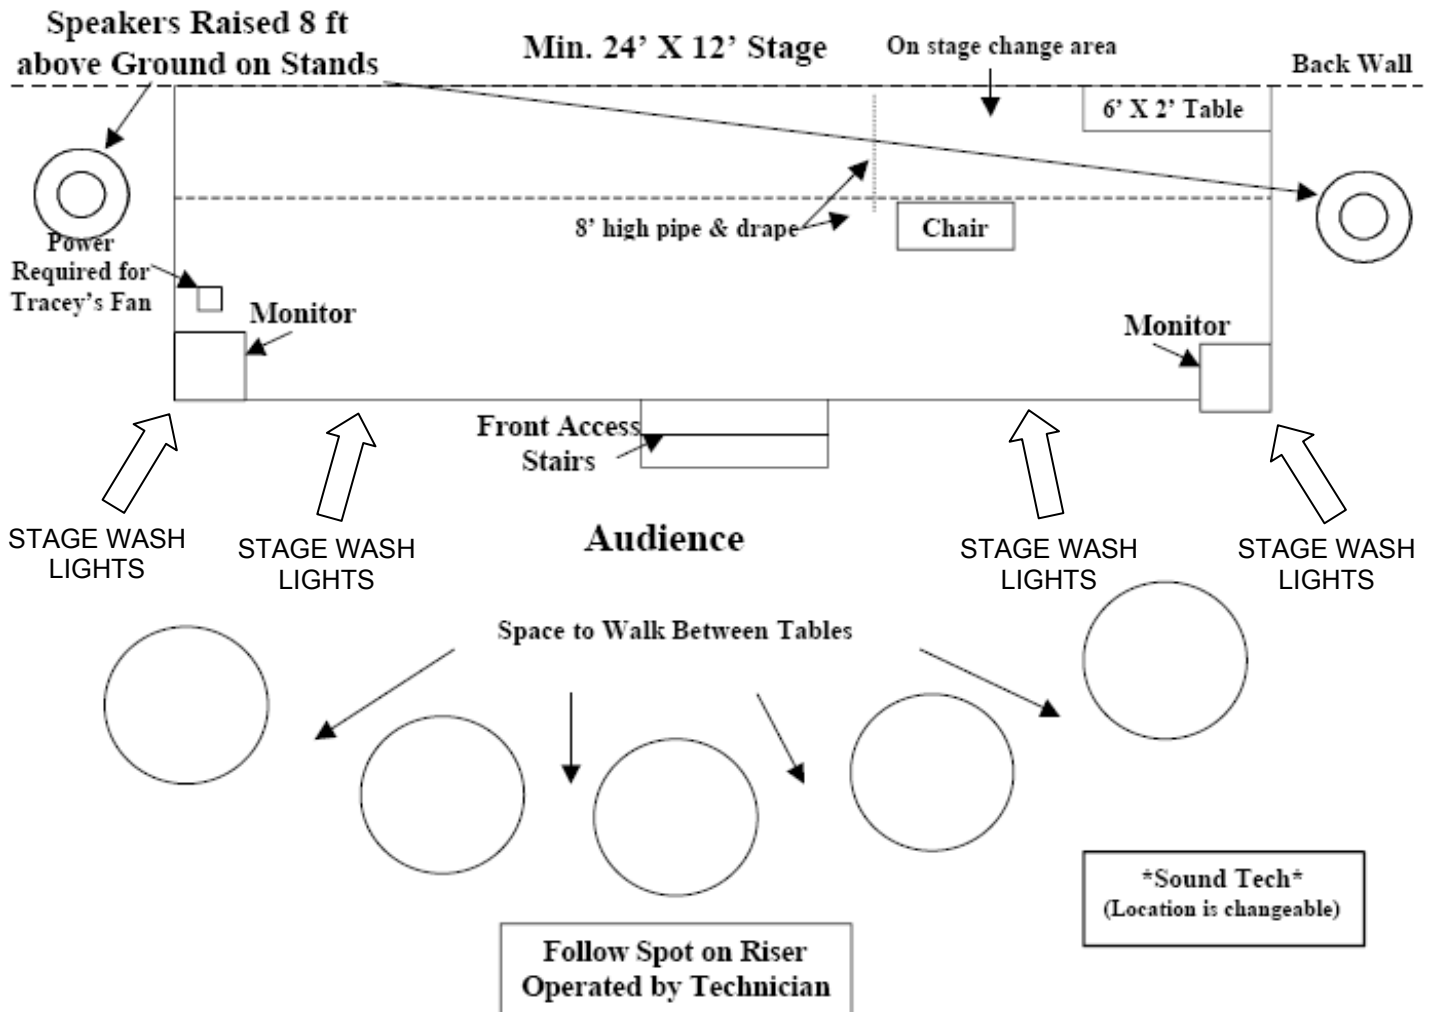 Speakers Raised 8 ft
above Ground on Stands
Min. 24’ X 12’ Stage
On stage change area
Back Wall
6’ X 2’ Table
8’ high pipe & drape
Chair
Power
Required for
Tracey’s Fan
Monitor
Monitor
Front Access
Stairs
STAGE WASH
LIGHTS
STAGE WASH
LIGHTS
Audience
STAGE WASH
LIGHTS
STAGE WASH
LIGHTS
Space to Walk Between Tables
*Sound Tech*
(Location is changeable)
Follow Spot on Riser
Operated by Technician